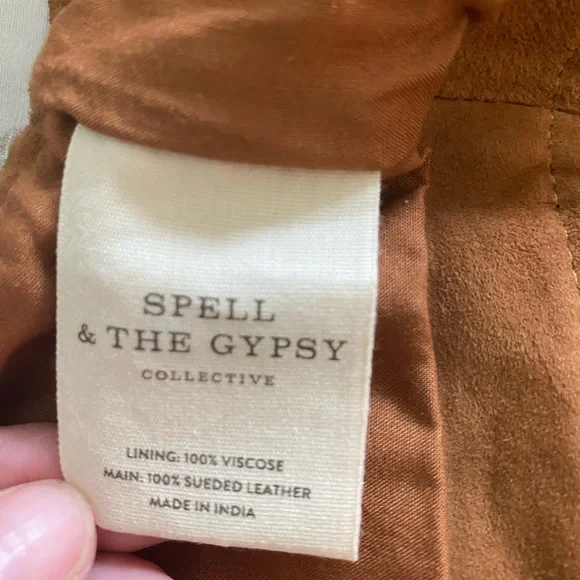 SPELL
& THE GYPSY
COLLECTIVE
LINING: 100% VISCOSE
MAIN: 100% SUEDED LEATHER
MADE IN INDIA